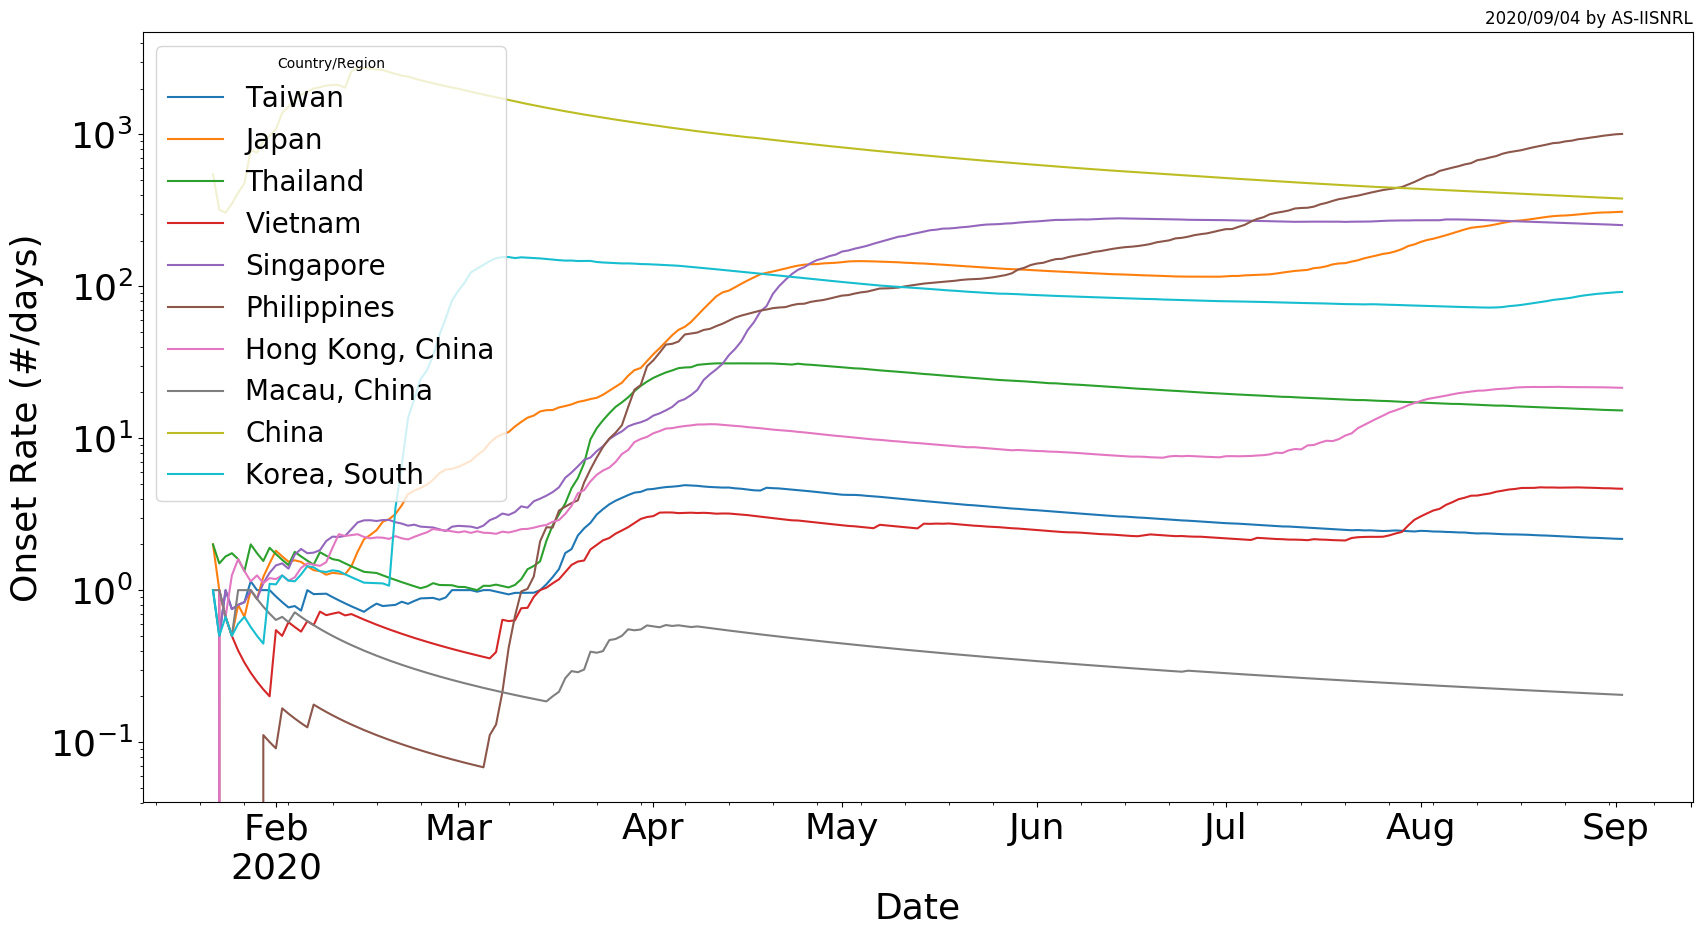 2020/09/04 by AS-IISNRL
Country/Region
Taiwan
Japan
Thailand
Vietnam
Singapore
Philippines
Hong Kong, China
Macau, China
China
Korea, South
Onset Rate (#/days)
10³
10²
10¹
10⁰
10⁻¹
Feb Mar Apr May Jun Jul Aug Sep
2020
Date